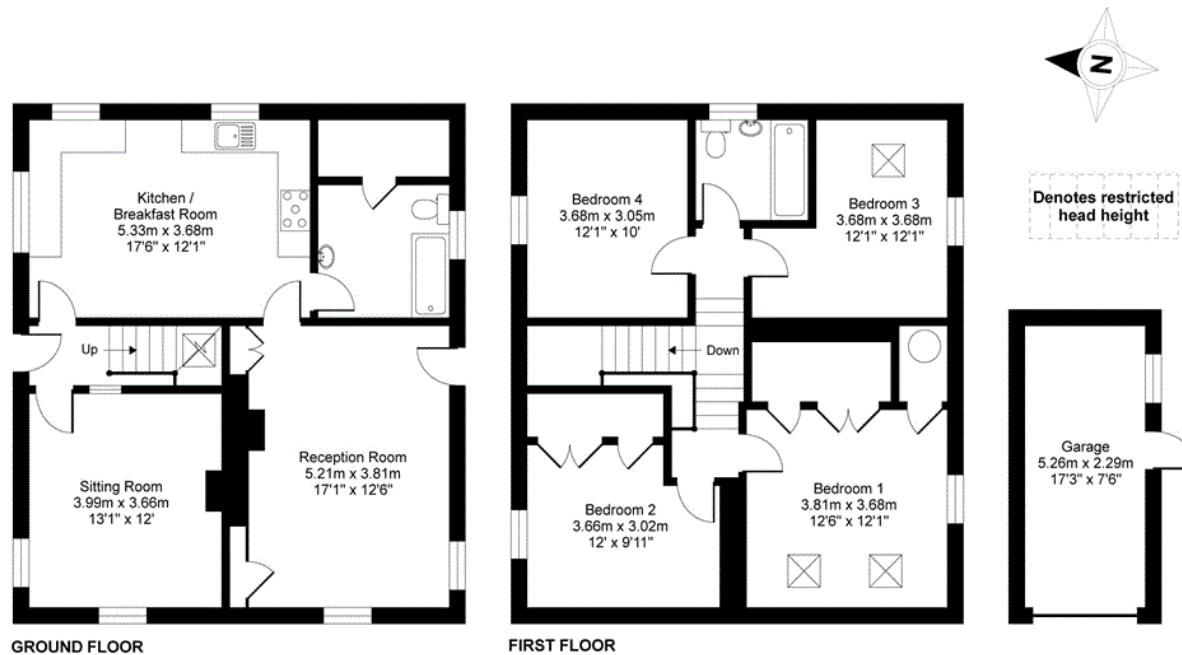 N
Denotes restricted
head height
Kitchen /
Breakfast Room
5.33m x 3.68m
17'6" x 12'1"
Up
Sitting Room
3.99m x 3.66m
13'1" x 12'
Reception Room
5.21m x 3.81m
17'1" x 12'6"
GROUND FLOOR
Bedroom 4
3.68m x 3.05m
12'1" x 10'
Bedroom 3
3.68m x 3.68m
12'1" x 12'1"
Down
Bedroom 2
3.66m x 3.02m
12' x 9'11"
Bedroom 1
3.81m x 3.68m
12'6" x 12'1"
FIRST FLOOR
Garage
5.26m x 2.29m
17'3" x 7'6"